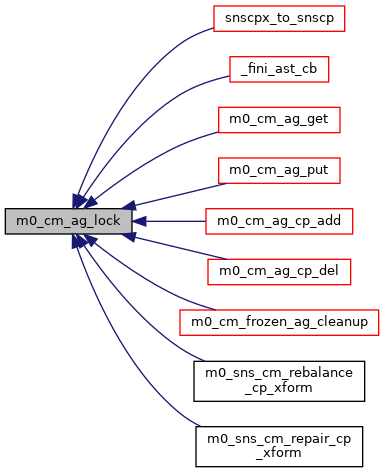 snscpx_to_snscp
_fini_ast_cb
m0_cm_ag_get
m0_cm_ag_put
m0_cm_ag_lock
m0_cm_ag_cp_add
m0_cm_ag_cp_del
m0_cm_frozen_ag_cleanup
m0_sns_cm_rebalance
_cp_xform
m0_sns_cm_repair_cp
_xform